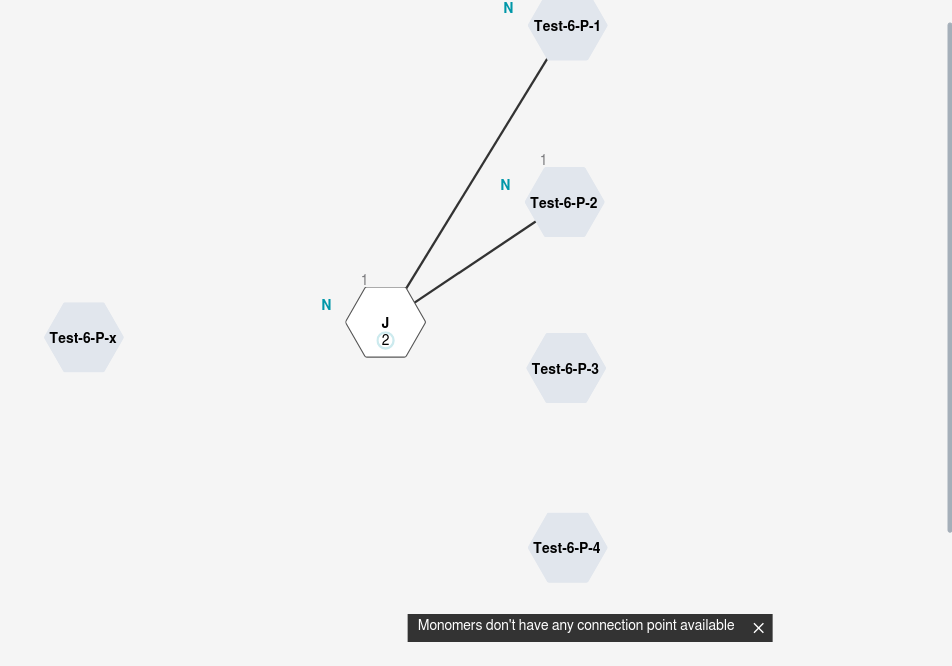 N
Test-6-P-1
1
N
Test-6-P-2
1
N
J
2
Test-6-P-x
Test-6-P-3
Test-6-P-4
Monomers don't have any connection point available